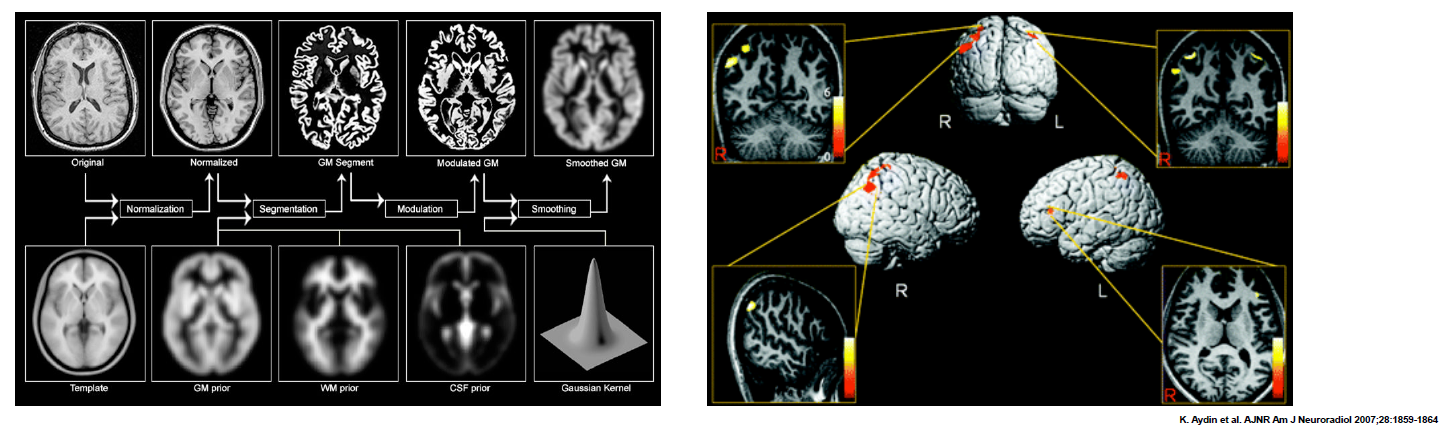 Original Normalized GM Segment Modulated GM Smoothed GM
Normalization Segmentation Modulation Smoothing
Template GM prior WM prior CSF prior Gaussian Kernel
6
0
R
R L
R
R L
R
K. Aydin et al. AJNR Am J Neuroradiol 2007;28:1859-1864